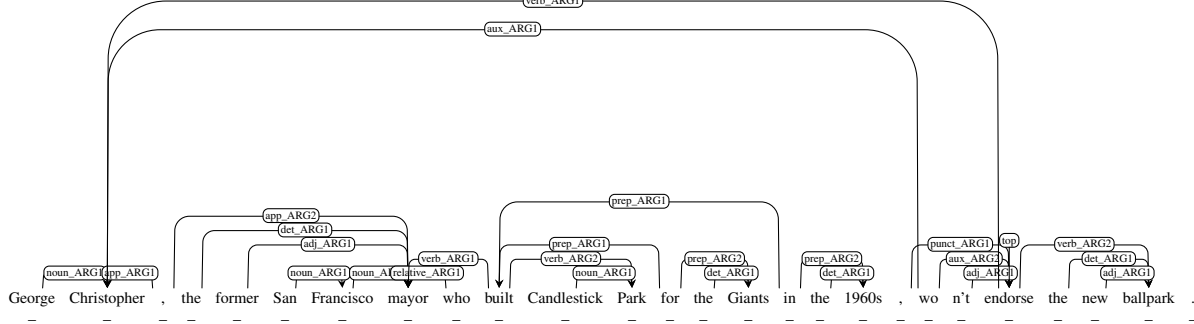 verb_ARG1
aux_ARG1
prep_ARG1
app_ARG2
det_ARG1
adj_ARG1 prep_ARG1 punct_ARG1 top verb_ARG2
verb_ARG1 verb_ARG2 prep_ARG2 prep_ARG2 aux_ARG2 det_ARG1
noun_ARG1 app_ARG1 noun_ARG1 relative_ARG1 noun_ARG1 det_ARG1 det_ARG1 adj_ARG1 adj_ARG1
George Christopher , the former San Francisco mayor who built Candlestick Park for the Giants in the 1960s , wo n't endorse the new ballpark .